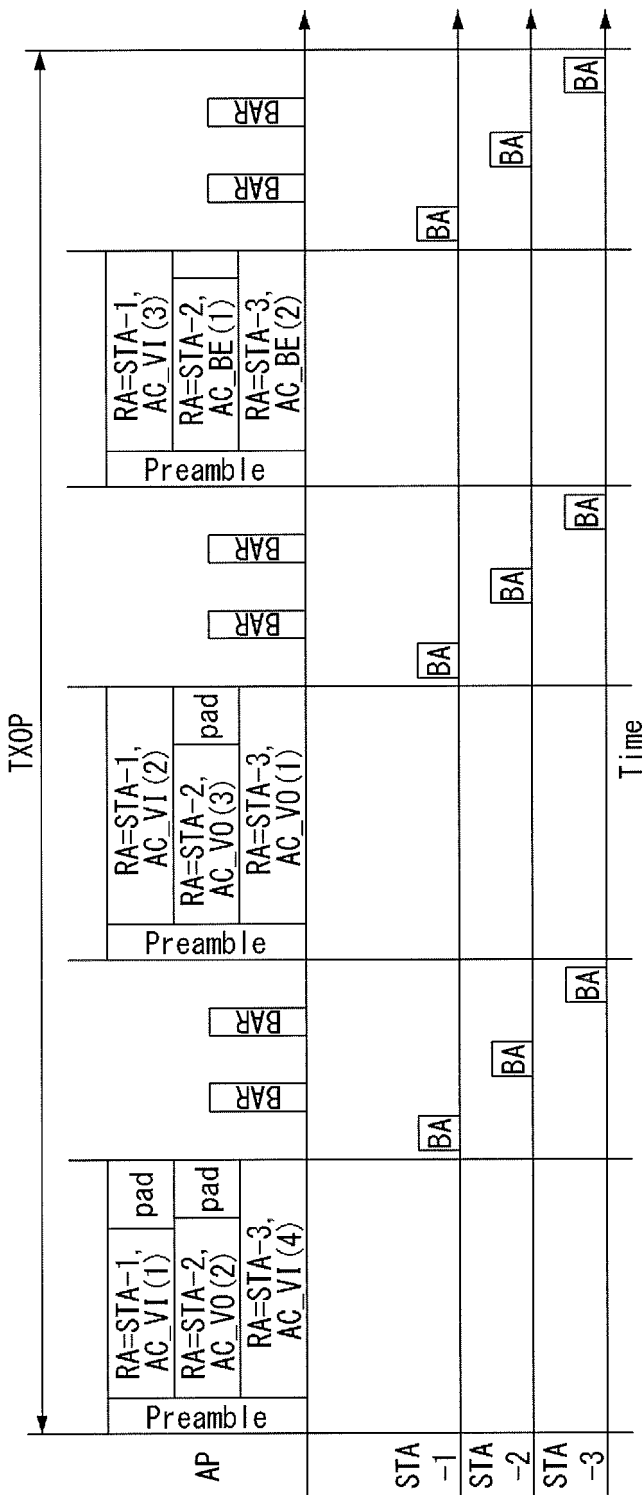 TXOP
AP
Preamble
RA=STA-1,
AC_VI(1)
pad
RA=STA-2,
AC_VO(2)
pad
RA=STA-3,
AC_VI(4)
BAR
BAR
Preamble
RA=STA-1,
AC_VI(2)
RA=STA-2,
AC_VO(3)
pad
RA=STA-3,
AC_VO(1)
BAR
BAR
Preamble
RA=STA-1,
AC_VI(3)
RA=STA-2,
AC_BE(1)
RA=STA-3,
AC_BE(2)
BAR
BAR
STA
-1
BA
BA
BA
STA
-2
BA
BA
BA
STA
-3
BA
BA
BA
Time